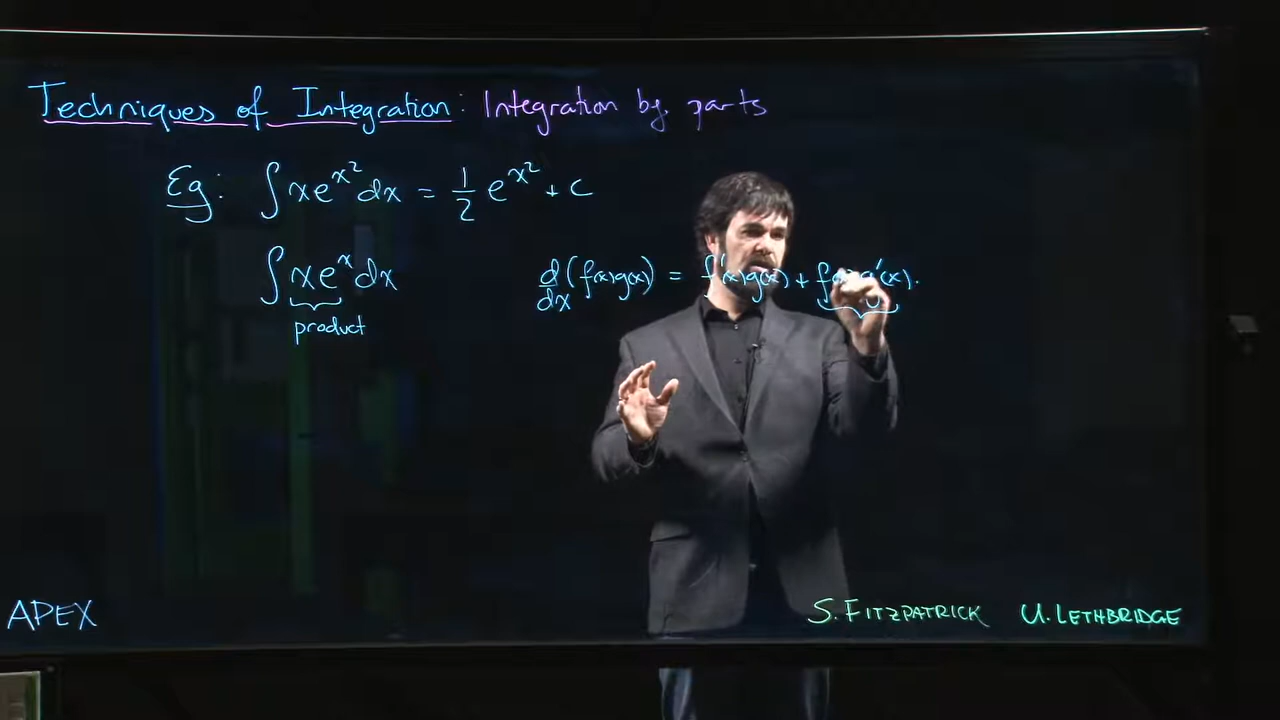 Techniques of Integration: Integration by parts
Eg: ∫xe^{x²}dx = 1/2 e^{x²} + C
∫xe^x dx
product
d/dx (f(x)g(x)) = f'(x)g(x) + f(x)g'(x).
APEX
S. FITZPATRICK U. LETHBRIDGE